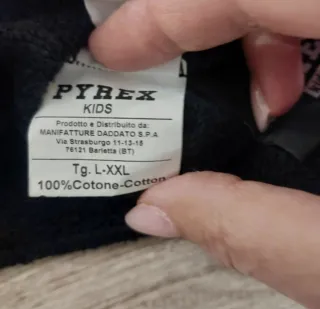 PYREX
KIDS
Prodotto e Distribuito da:
MANIFATTURE DADDATO S.P.A
Via Strasburgo 11-13-15
76121 Barletta (BT)
Tg. L-XXL
100%Cotone-Cotton